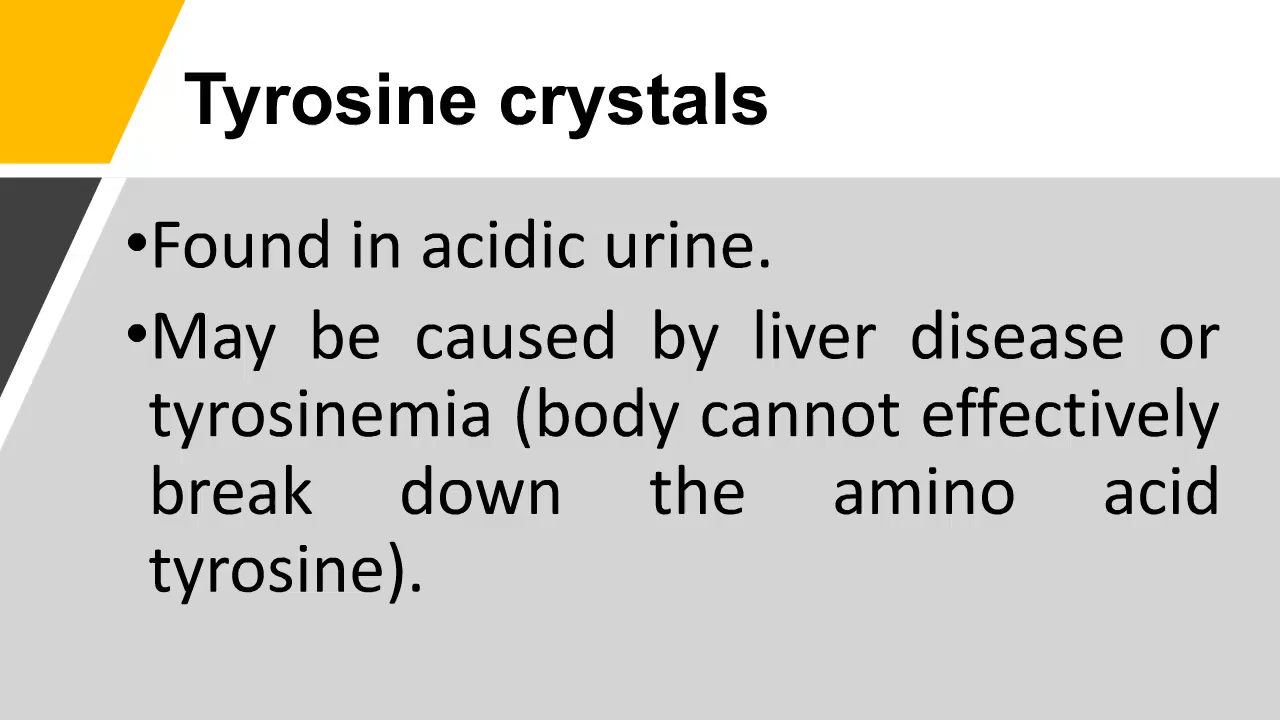 Tyrosine crystals
•Found in acidic urine.
•May be caused by liver disease or
tyrosinemia (body cannot effectively
break down the amino acid
tyrosine).